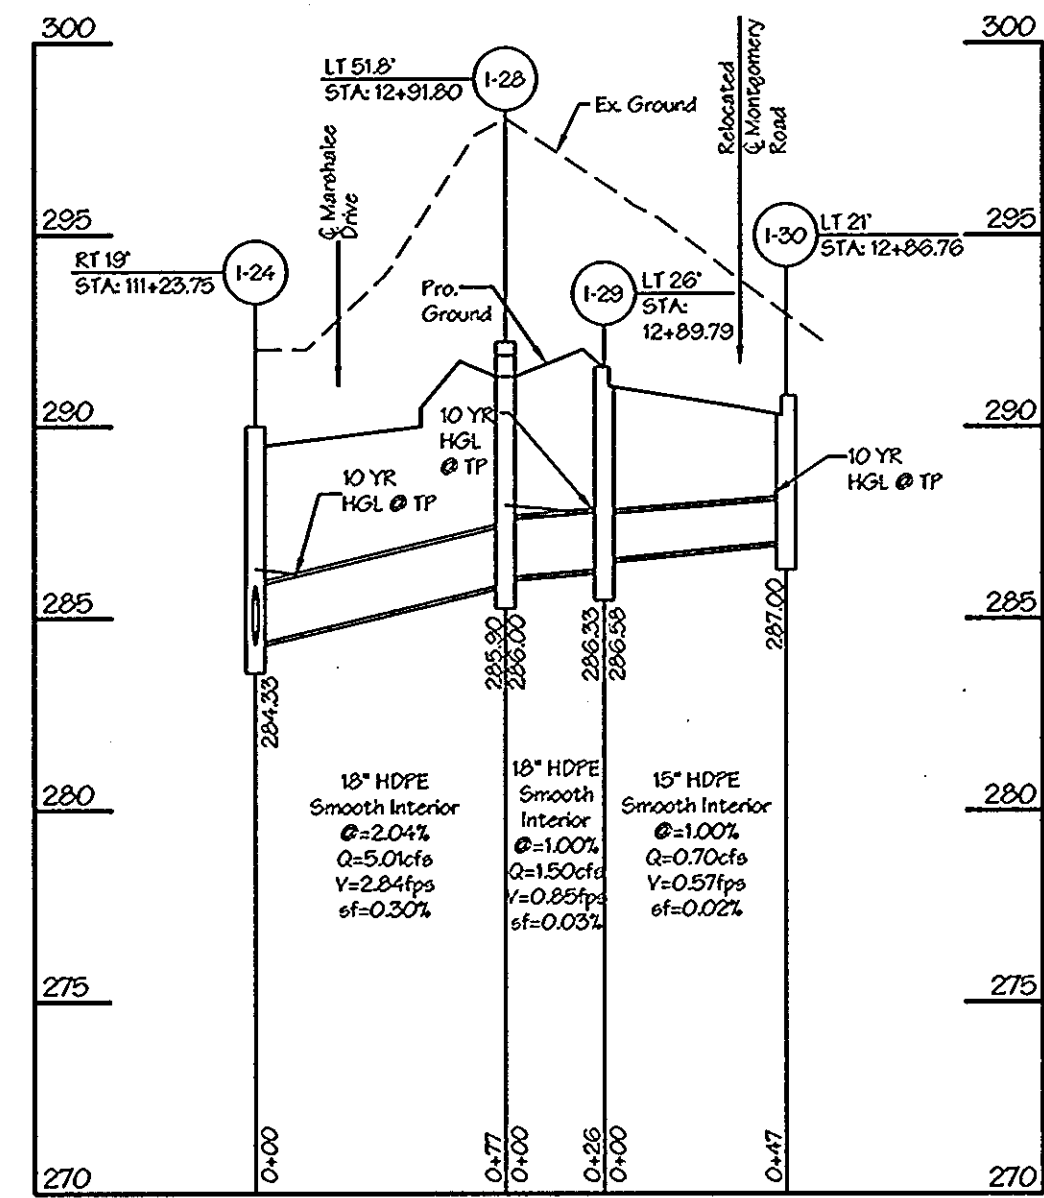 300
300
LT 51.8'
STA: 12+91.80
I-28
Ex. Ground
Relocated
℄ Montgomery
Road
℄ Marshalee
Drive
295
295
RT 19'
STA: 111+23.75
I-24
I-30
LT 21'
STA: 12+86.76
Pro.
Ground
I-29
LT 26'
STA:
12+89.79
290
290
10 YR
HGL
@ TP
10 YR
HGL @ TP
10 YR
HGL @ TP
285
285
284.33
285.90
286.00
286.33
286.58
287.00
280
280
18" HDPE
Smooth Interior
@=2.04%
Q=5.01cfs
V=2.84fps
sf=0.30%
18" HDPE
Smooth
Interior
@=1.00%
Q=1.50cfs
V=0.85fps
sf=0.03%
15" HDPE
Smooth Interior
@=1.00%
Q=0.70cfs
V=0.57fps
sf=0.02%
275
275
0+00
0+77
0+00
0+26
0+00
0+47
270
270